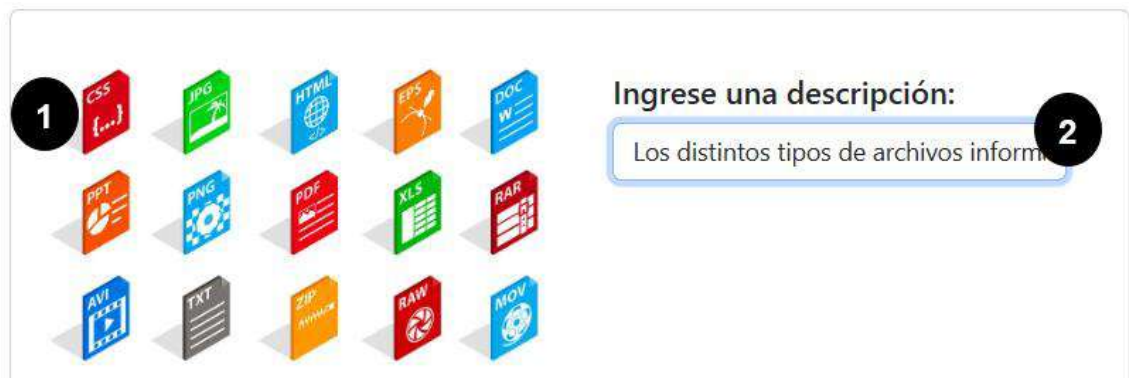 1
CSS JPG HTML EPS DOC
{...} </> W
Ingrese una descripción:
2
Los distintos tipos de archivos
PPT PNG PDF XLS RAR
AVI TXT ZIP RAW MOV